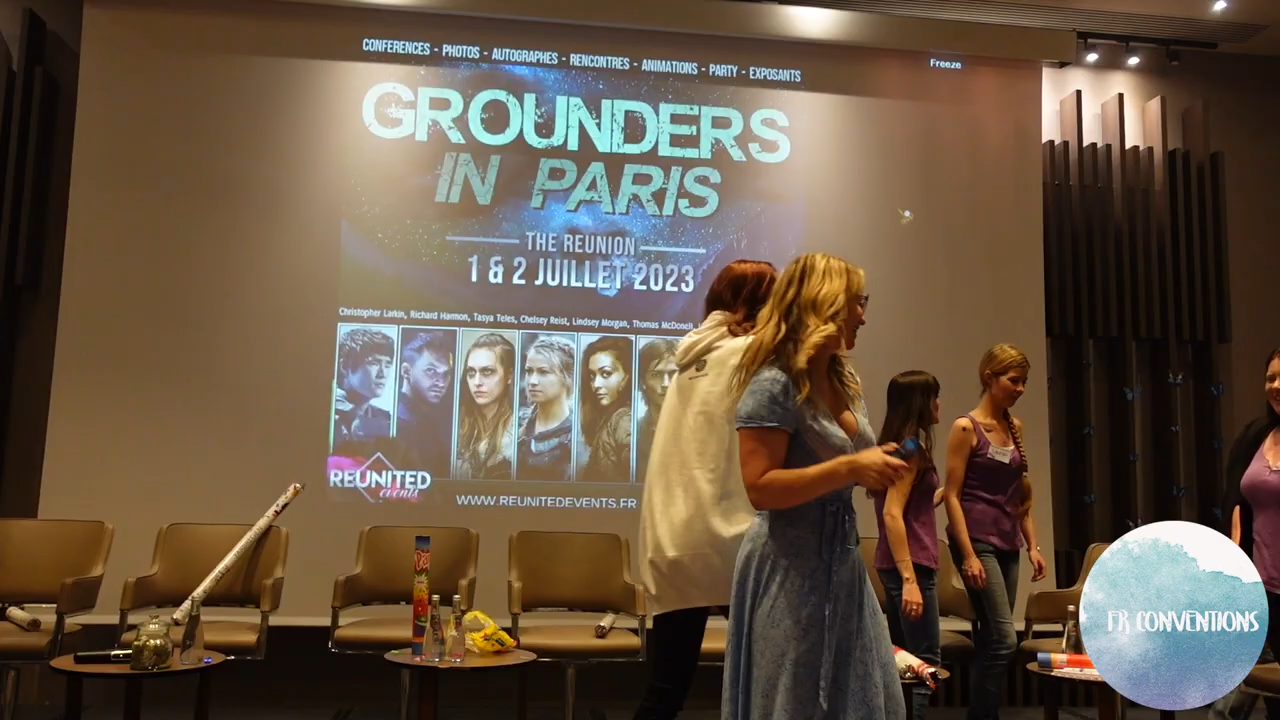 CONFERENCES - PHOTOS - AUTOGRAPHES - RENCONTRES - ANIMATIONS - PARTY - EXPOSANTS
Freeze
GROUNDERS
IN PARIS
THE REUNION
1 & 2 JUILLET 2023
Christopher Larkin, Richard Harmon, Tasya Teles, Chelsey Reist, Lindsey Morgan, Thomas McDonell,
REUNITED
events
WWW.REUNITEDEVENTS.FR
FR CONVENTIONS